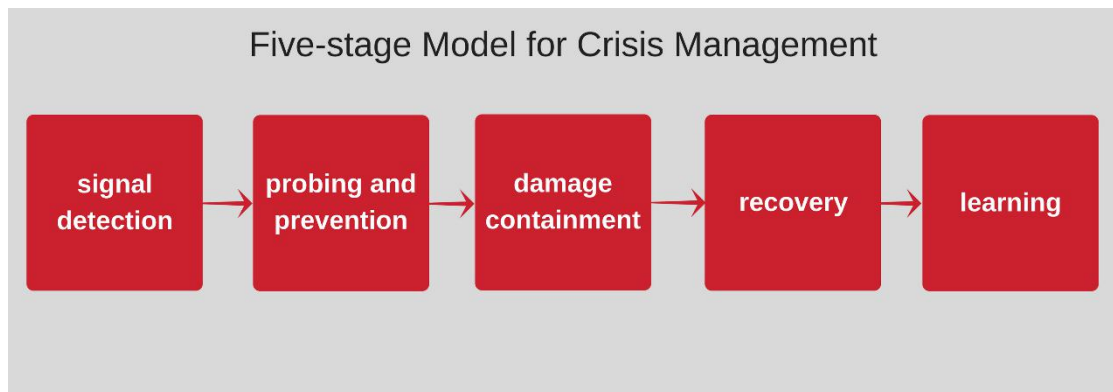 Five-stage Model for Crisis Management
signal
detection
probing and
prevention
damage
containment
recovery
learning